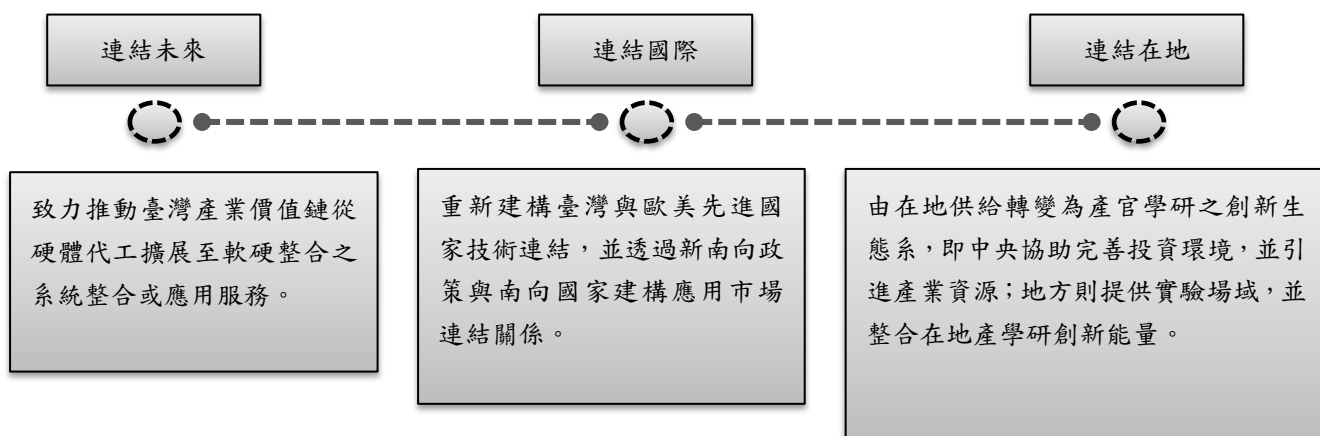 連結未來
連結國際
連結在地
致力推動臺灣產業價值鏈從
硬體代工擴展至軟硬整合之
系統整合或應用服務。
重新建構臺灣與歐美先進國
家技術連結，並透過新南向政
策與南向國家建構應用市場
連結關係。
由在地供給轉變為產官學研之創新生
態系，即中央協助完善投資環境，並引
進產業資源；地方則提供實驗場域，並
整合在地產學研創新能量。